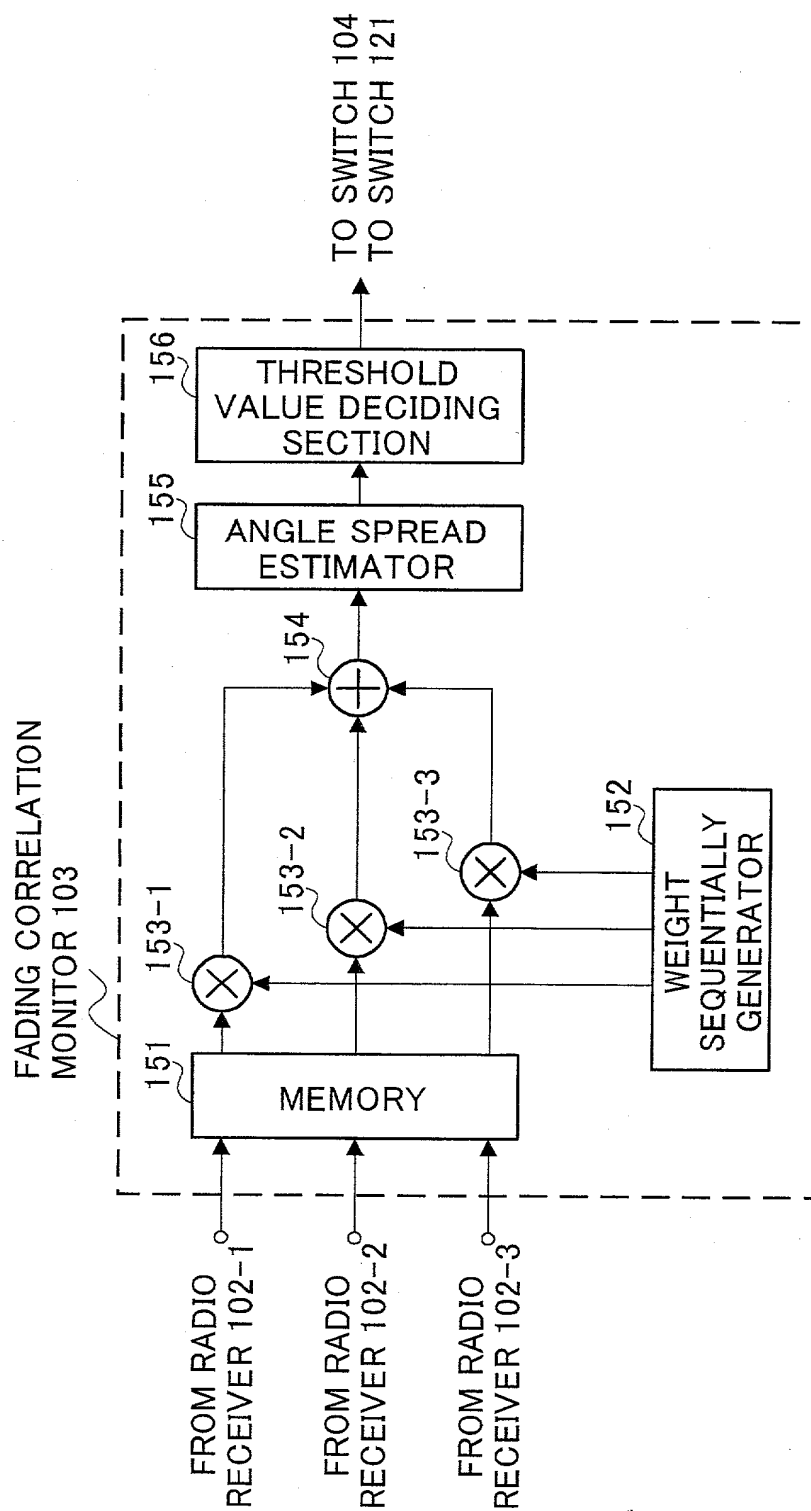 FADING CORRELATION
MONITOR 103
FROM RADIO
RECEIVER 102-1
FROM RADIO
RECEIVER 102-2
FROM RADIO
RECEIVER 102-3
151
MEMORY
153-1
153-2
153-3
152
WEIGHT
SEQUENTIALLY
GENERATOR
154
155
ANGLE SPREAD
ESTIMATOR
156
THRESHOLD
VALUE DECIDING
SECTION
TO SWITCH 104
TO SWITCH 121